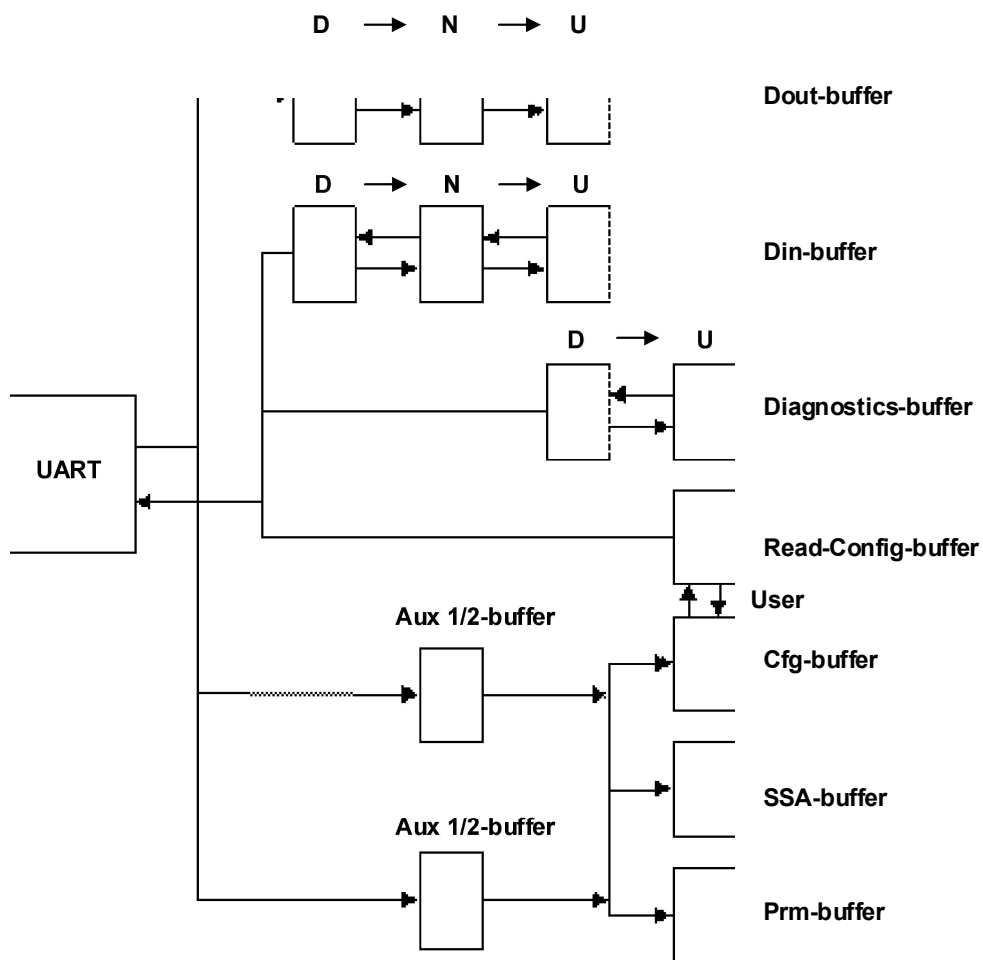 D → N → U
Dout-buffer
D → N → U
Din-buffer
D → U
Diagnostics-buffer
UART
Read-Config-buffer
User
Aux 1/2-buffer
Cfg-buffer
SSA-buffer
Aux 1/2-buffer
Prm-buffer